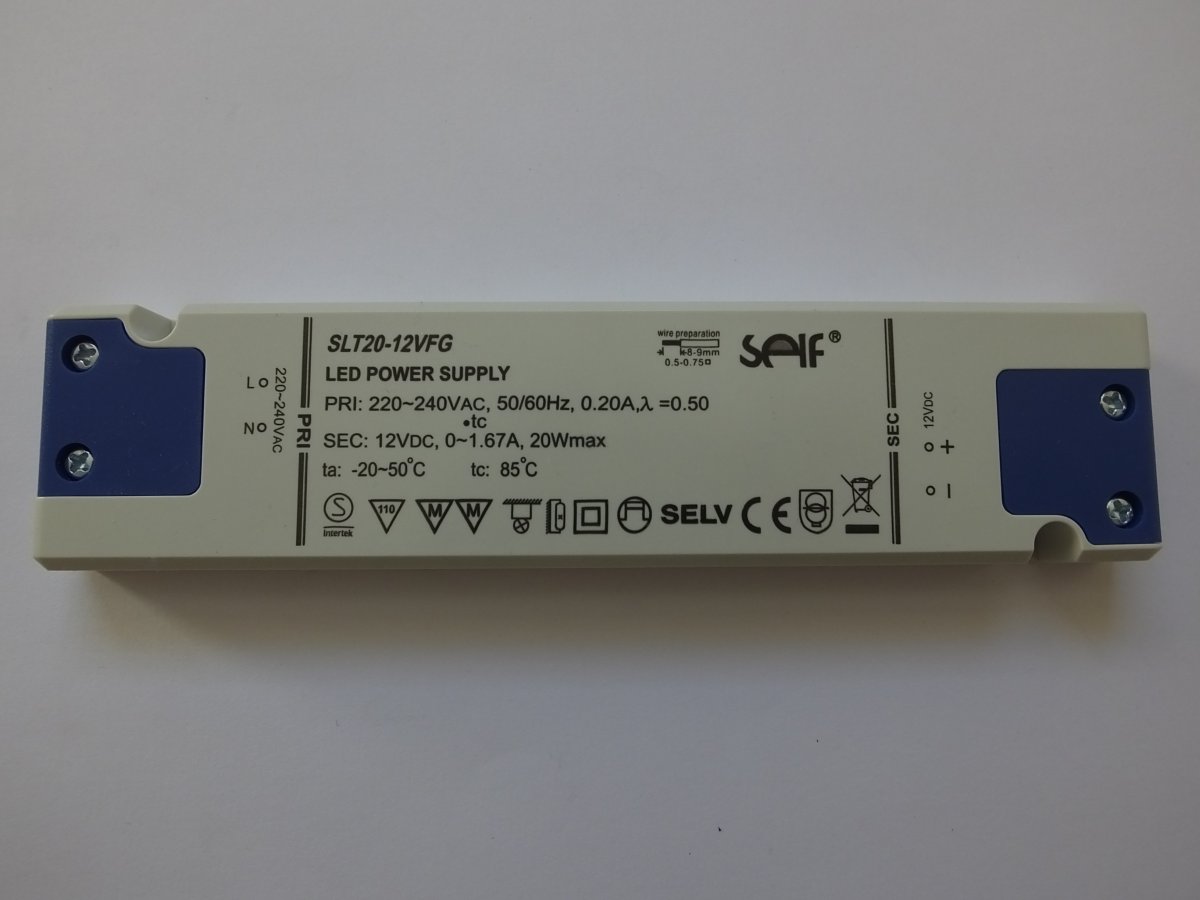 SLT20-12VFG
LED POWER SUPPLY
PRI: 220~240VAC, 50/60Hz, 0.20A,λ =0.50
•tc
SEC: 12VDC, 0~1.67A, 20Wmax
ta: -20~50°C tc: 85°C
wire preparation
8-9mm
0.5-0.75
SELF®
L
N
220~240VAC
PRI
S
Intertek
110
M
M
SELV
CE
SEC
12VDC
+
-